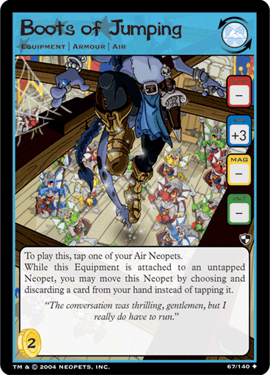 Boots of Jumping
Equipment | Armour | Air
–
+3
MAG
–
–
To play this, tap one of your Air Neopets.
While this Equipment is attached to an untapped
Neopet, you may move this Neopet by choosing and
discarding a card from your hand instead of tapping it.
“The conversation was thrilling, gentlemen, but I
really do have to run.”
2
TM & © 2004 NEOPETS, INC.
67/140 ◆